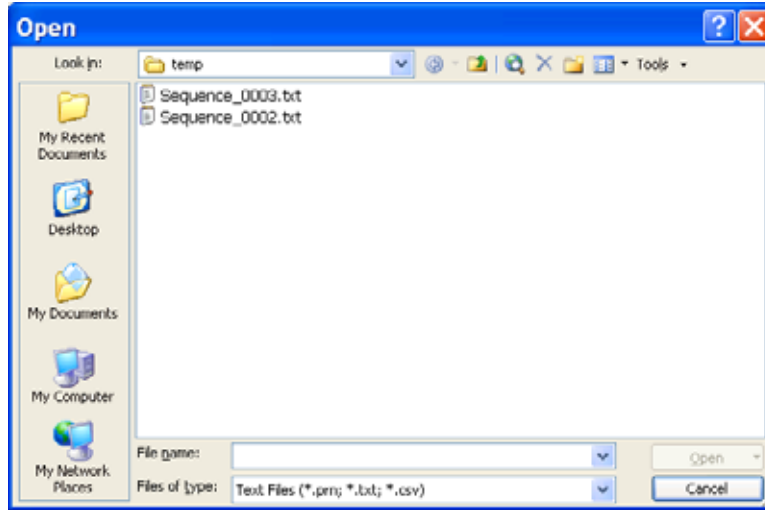 Open
Look in: temp Tools
Sequence_0003.txt
Sequence_0002.txt
My Recent
Documents
Desktop
My Documents
My Computer
My Network
Places
File name: Open
Files of type: Text Files (*.prn; *.txt; *.csv) Cancel